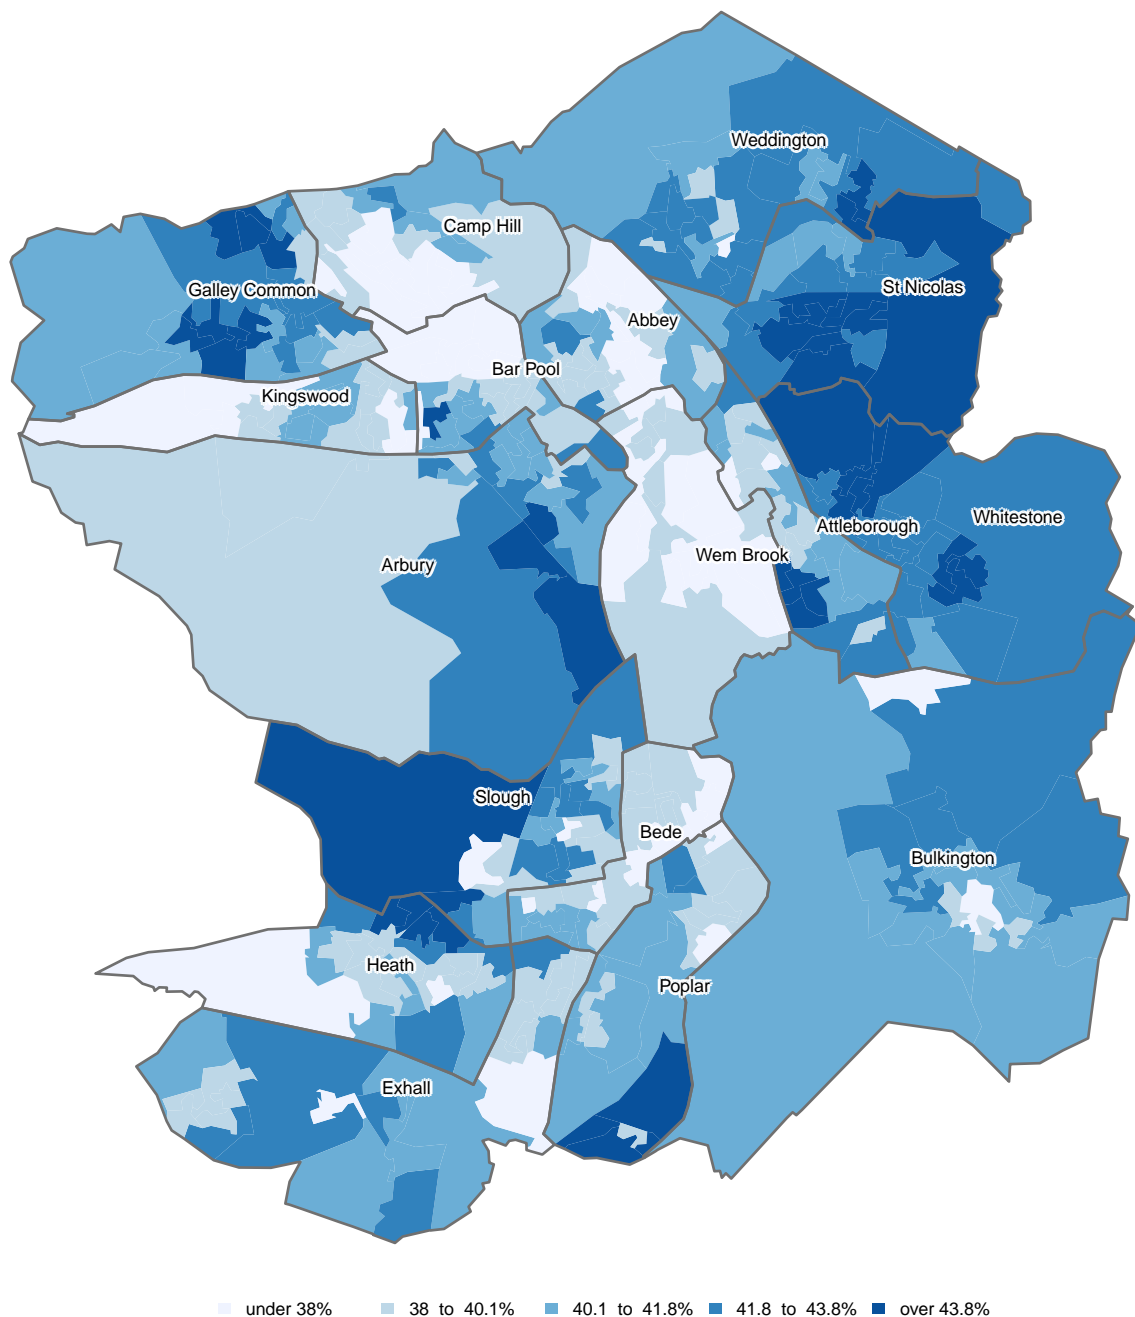 Weddington
Camp Hill
St Nicolas
Galley Common
Abbey
Bar Pool
Kingswood
Whitestone
Attleborough
Wem Brook
Arbury
Slough
Bede
Bulkington
Heath
Poplar
Exhall
under 38% 38 to 40.1% 40.1 to 41.8% 41.8 to 43.8% over 43.8%